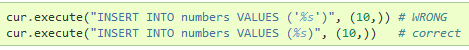 cur.execute("INSERT INTO numbers VALUES ('%s')", (10,)) # WRONG
cur.execute("INSERT INTO numbers VALUES (%s)", (10,))   # correct